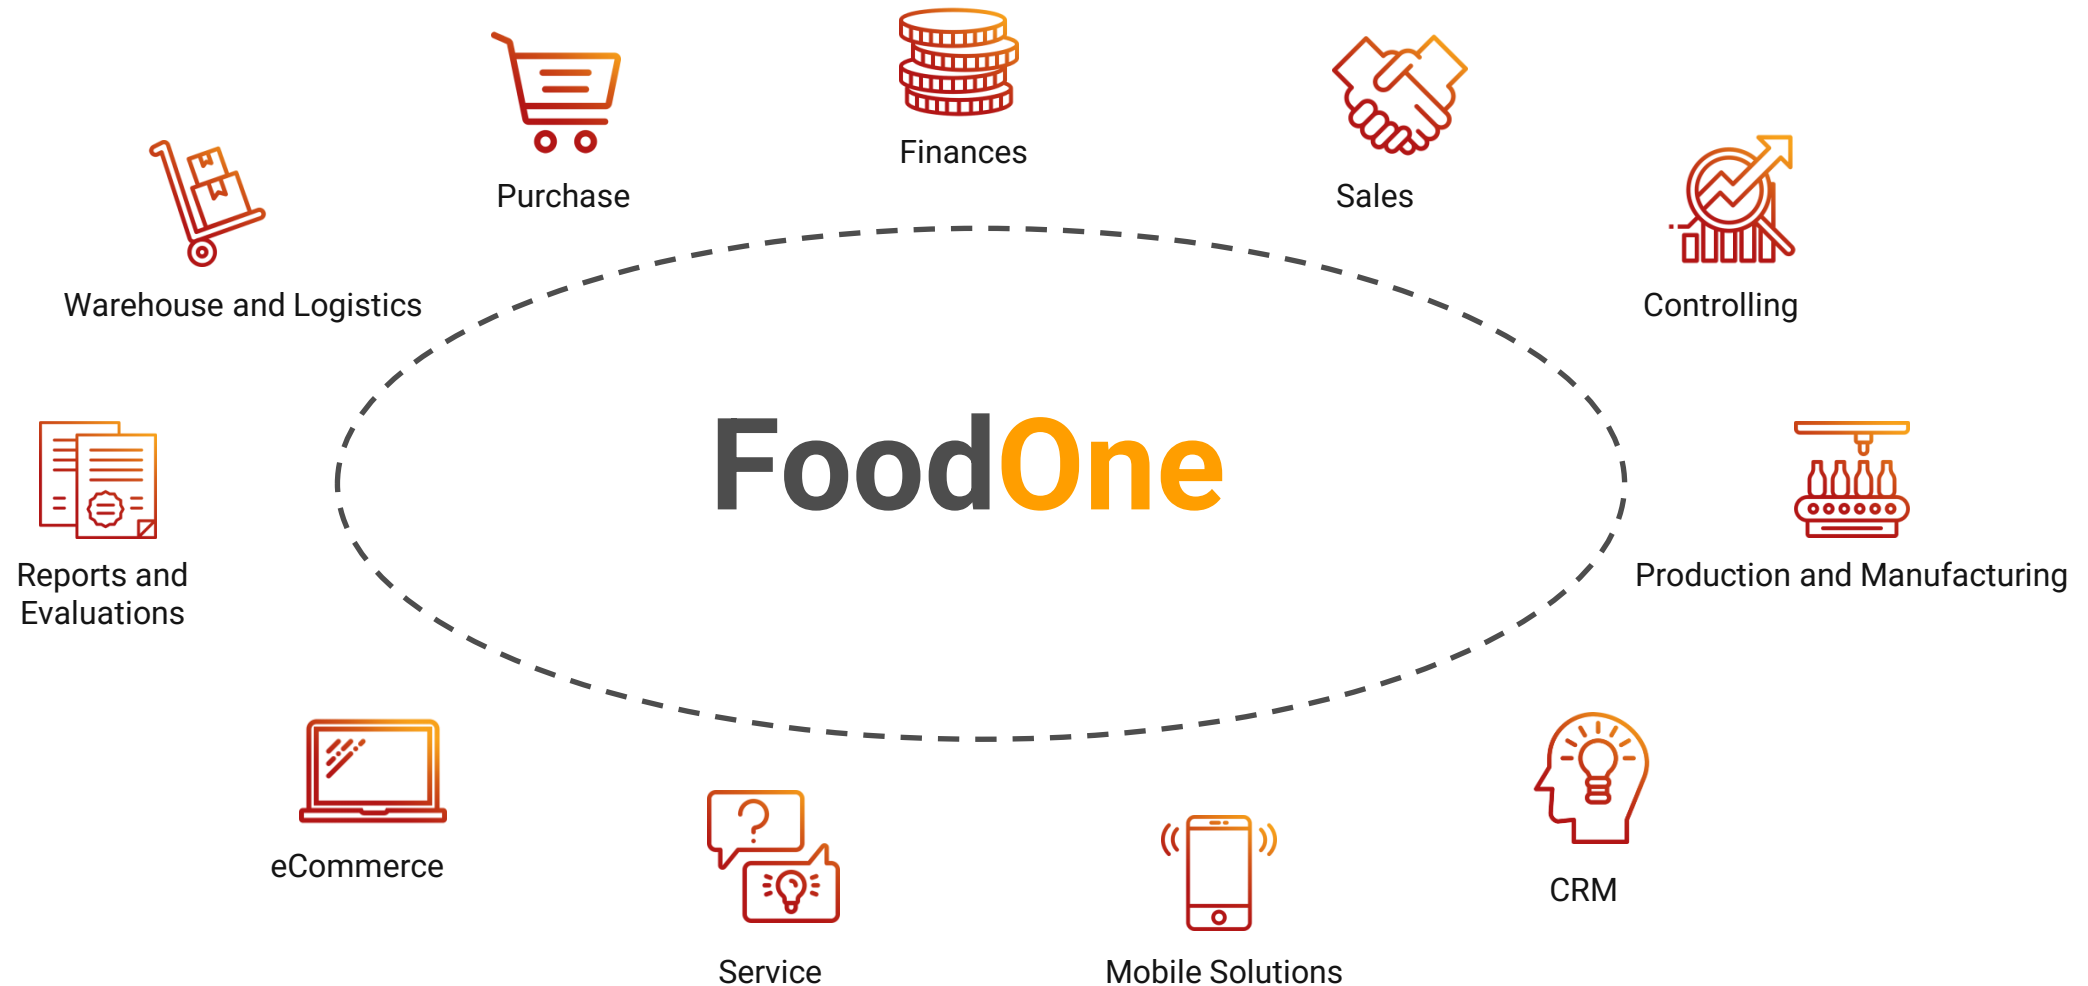 Finances
Purchase
Sales
Warehouse and Logistics
Controlling
FoodOne
Reports and
Evaluations
Production and Manufacturing
eCommerce
CRM
Service
Mobile Solutions